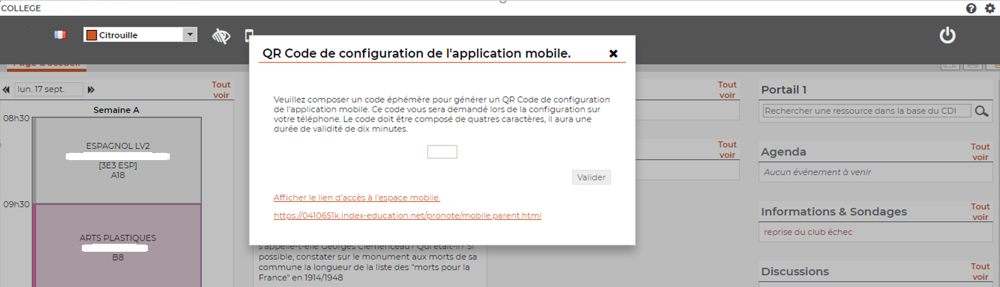 COLLEGE
Citrouille
QR Code de configuration de l'application mobile.
Veuillez composer un code éphémère pour générer un QR Code de configuration
de l'application mobile. Ce code vous sera demandé lors de la configuration sur
votre téléphone. Le code doit être composé de quatres caractères, il aura une
durée de validité de dix minutes.
Valider
Afficher le lien d'accès à l'espace mobile.
https://0410651k.index-education.net/pronote/mobile.parent.html
Page d'accueil
lun. 17 sept.
Tout
voir
Semaine A
08h30
ESPAGNOL LV2
[3E3 ESP]
A18
09h30
ARTS PLASTIQUES
B8
s'appelle-t-elle Georges Clemenceau? Qui était-il? Si
possible, constater sur le monument aux morts de sa
commune la longueur de la liste des "morts pour la
France" en 1914/1948
Tout
voir
Tout
voir
Portail 1
Rechercher une ressource dans la base du CDI
Agenda
Tout
voir
Aucun événement à venir
Informations & Sondages
Tout
voir
reprise du club échec
Discussions
Tout
voir